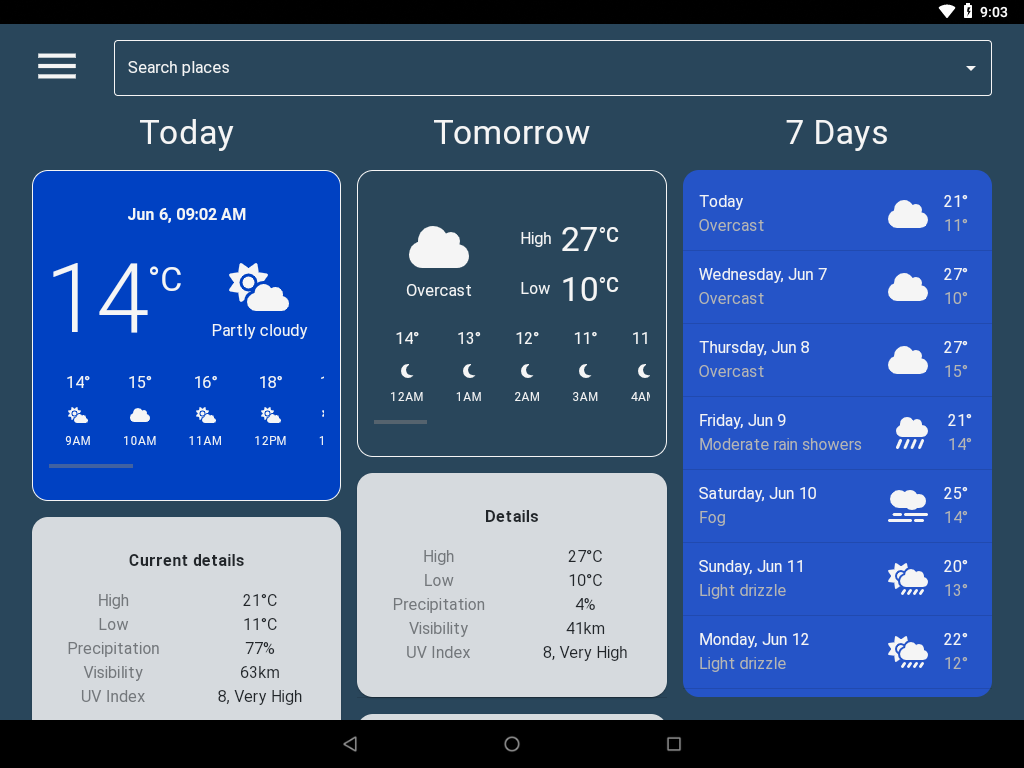 9:03
Search places
Today
Jun 6, 09:02 AM
14°C
Partly cloudy
14° 15° 16° 18°
9AM 10AM 11AM 12PM
Current details
High 21°C
Low 11°C
Precipitation 77%
Visibility 63km
UV Index 8, Very High
Tomorrow
Overcast
High 27°C
Low 10°C
14° 13° 12° 11° 11
12AM 1AM 2AM 3AM 4AM
Details
High 27°C
Low 10°C
Precipitation 4%
Visibility 41km
UV Index 8, Very High
7 Days
Today 21°
Overcast 11°
Wednesday, Jun 7 27°
Overcast 10°
Thursday, Jun 8 27°
Overcast 15°
Friday, Jun 9 21°
Moderate rain showers 14°
Saturday, Jun 10 25°
Fog 14°
Sunday, Jun 11 20°
Light drizzle 13°
Monday, Jun 12 22°
Light drizzle 12°